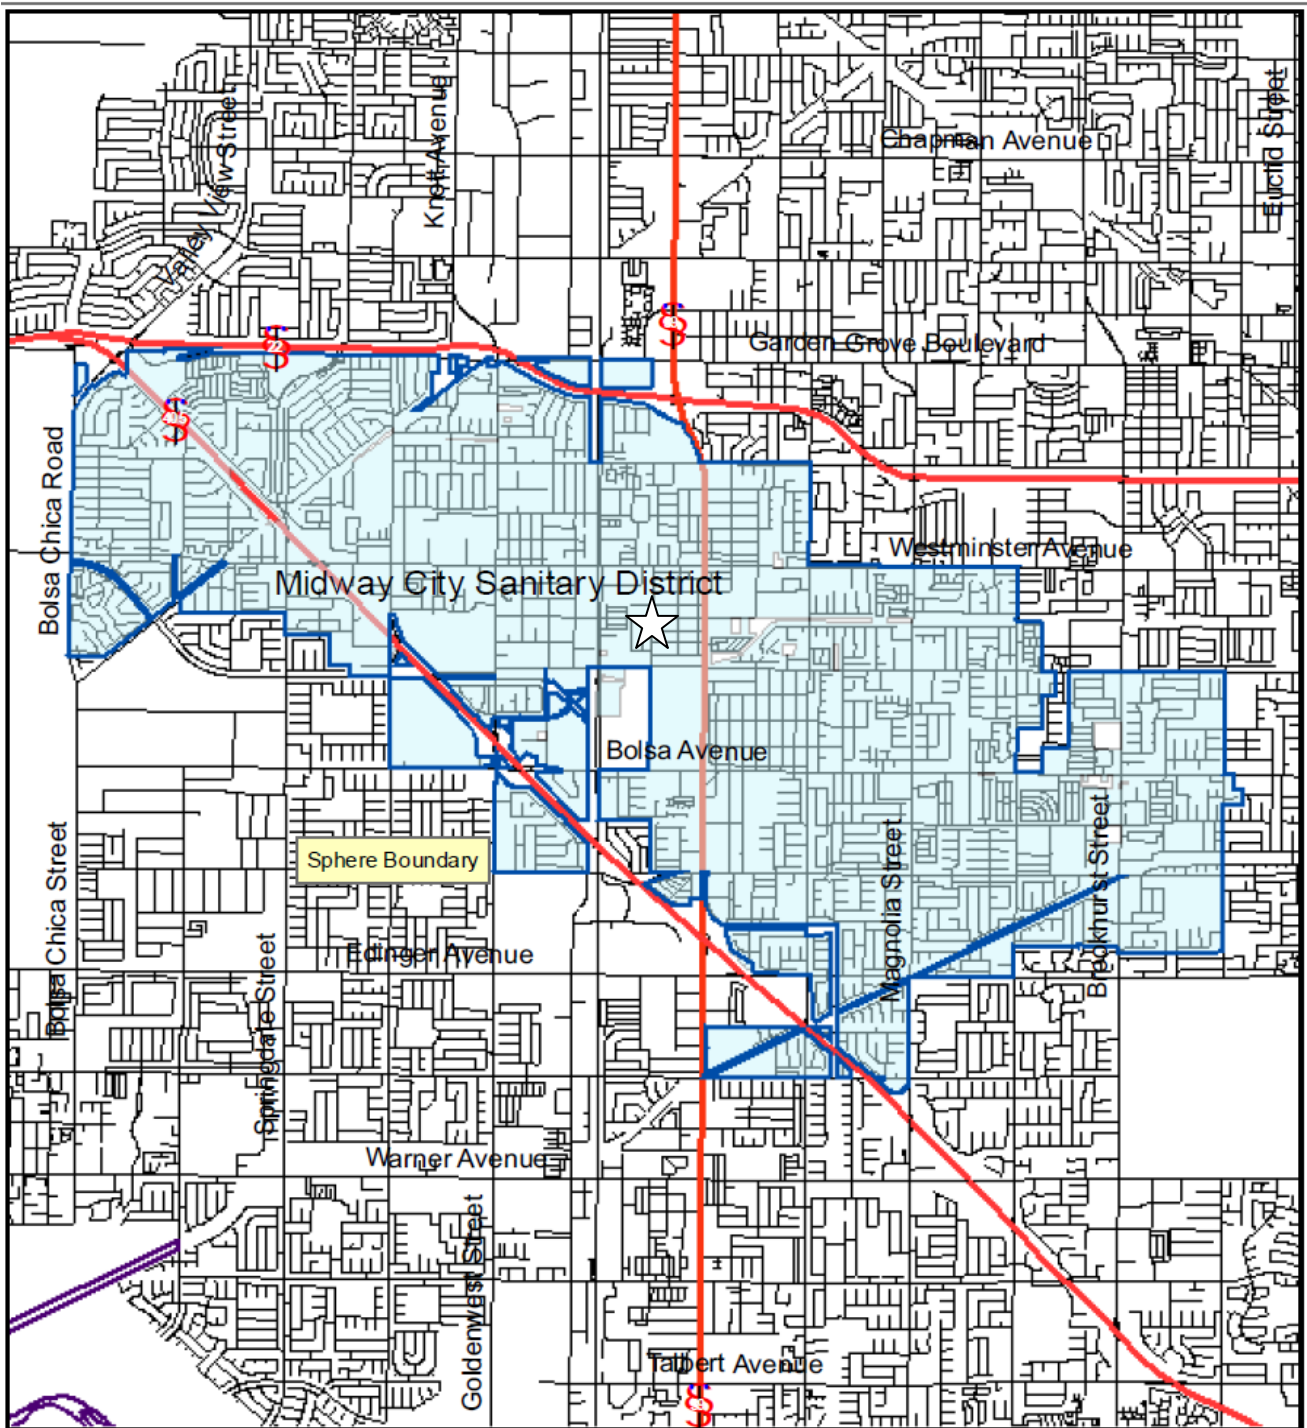 Chapman Avenue
Euclid Street
Knott Avenue
Valley View Street
Garden Grove Boulevard
Bolsa Chica Road
Westminster Avenue
Midway City Sanitary District
Bolsa Avenue
Sphere Boundary
Magnolia Street
Brookhurst Street
Bolsa Chica Street
Edinger Avenue
Springdale Street
Warner Avenue
Goldenwest Street
Talbert Avenue